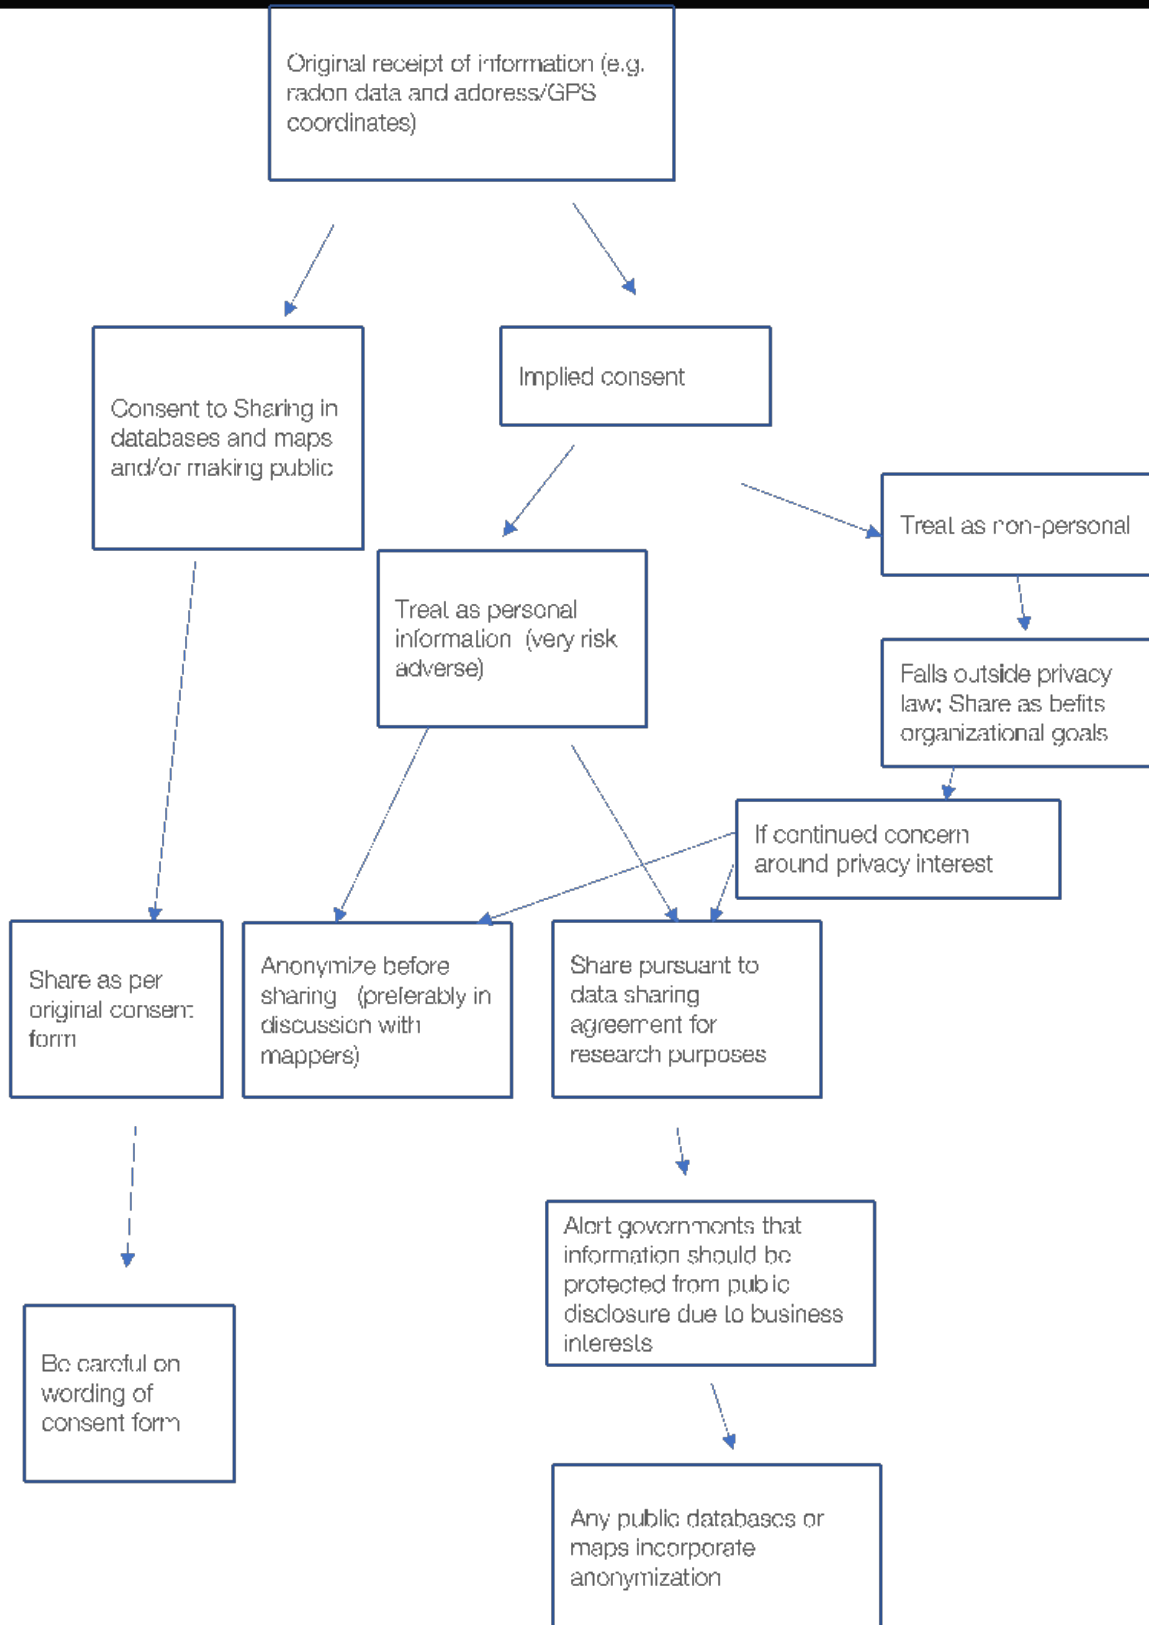 Original receipt of information (e.g.
radon data and address/GPS
coordinates)
Implied consent
Consent to Sharing in
databases and maps
and/or making public
Treat as non-personal
Treat as personal
information (very risk
adverse)
Falls outside privacy
law; Share as befits
organizational goals
If continued concern
around privacy interest
Share as per
original consent
form
Anonymize before
sharing (preferably in
discussion with
mappers)
Share pursuant to
data sharing
agreement for
research purposes
Alert governments that
information should be
protected from public
disclosure due to business
interests
Be careful on
wording of
consent form
Any public databases or
maps incorporate
anonymization